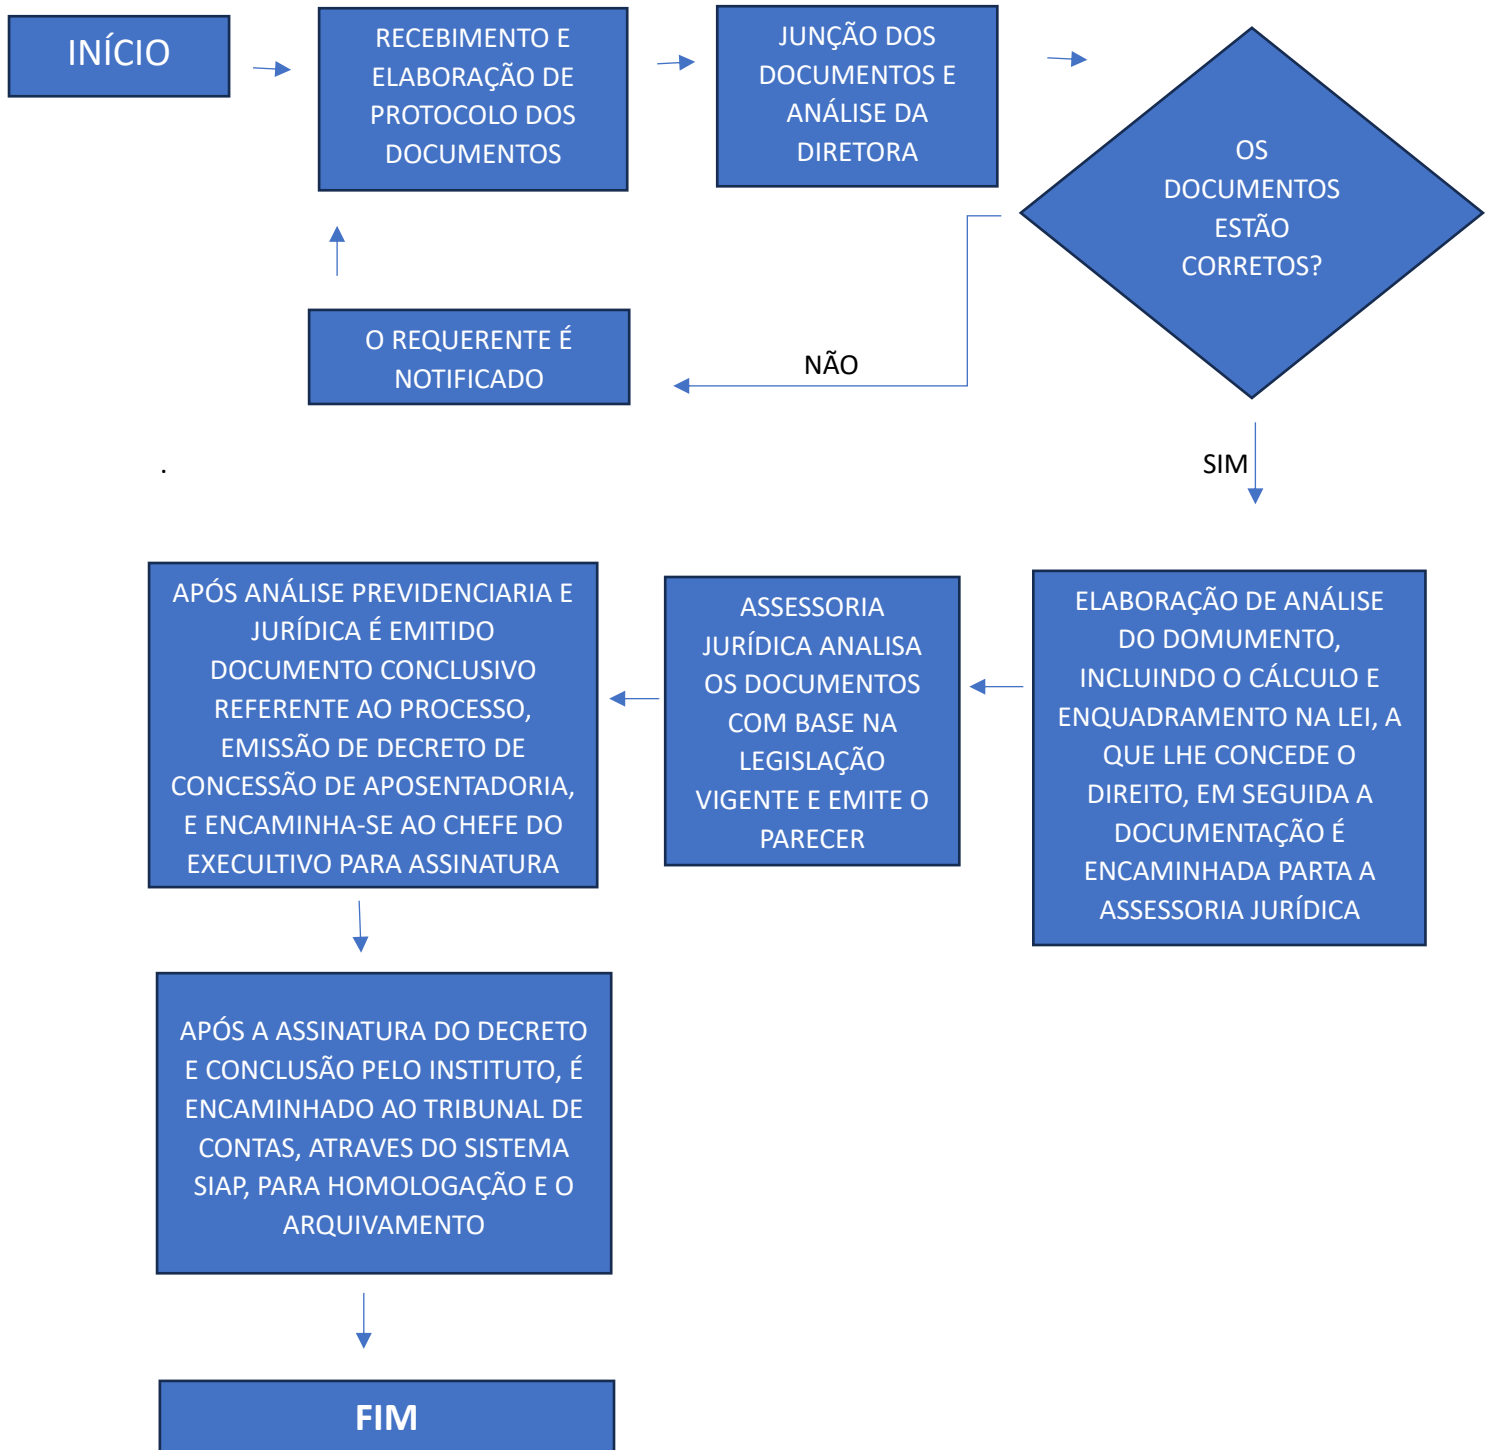 INÍCIO
RECEBIMENTO E
ELABORAÇÃO DE
PROTOCOLO DOS
DOCUMENTOS
JUNÇÃO DOS
DOCUMENTOS E
ANÁLISE DA
DIRETORA
OS
DOCUMENTOS
ESTÃO
CORRETOS?
NÃO
O REQUERENTE É
NOTIFICADO
.
SIM
ELABORAÇÃO DE ANÁLISE
DO DOMUMENTO,
INCLUINDO O CÁLCULO E
ENQUADRAMENTO NA LEI, A
QUE LHE CONCEDE O
DIREITO, EM SEGUIDA A
DOCUMENTAÇÃO É
ENCAMINHADA PARTA A
ASSESSORIA JURÍDICA
ASSESSORIA
JURÍDICA ANALISA
OS DOCUMENTOS
COM BASE NA
LEGISLAÇÃO
VIGENTE E EMITE O
PARECER
APÓS ANÁLISE PREVIDENCIARIA E
JURÍDICA É EMITIDO
DOCUMENTO CONCLUSIVO
REFERENTE AO PROCESSO,
EMISSÃO DE DECRETO DE
CONCESSÃO DE APOSENTADORIA,
E ENCAMINHA-SE AO CHEFE DO
EXECULTIVO PARA ASSINATURA
APÓS A ASSINATURA DO DECRETO
E CONCLUSÃO PELO INSTITUTO, É
ENCAMINHADO AO TRIBUNAL DE
CONTAS, ATRAVES DO SISTEMA
SIAP, PARA HOMOLOGAÇÃO E O
ARQUIVAMENTO
FIM